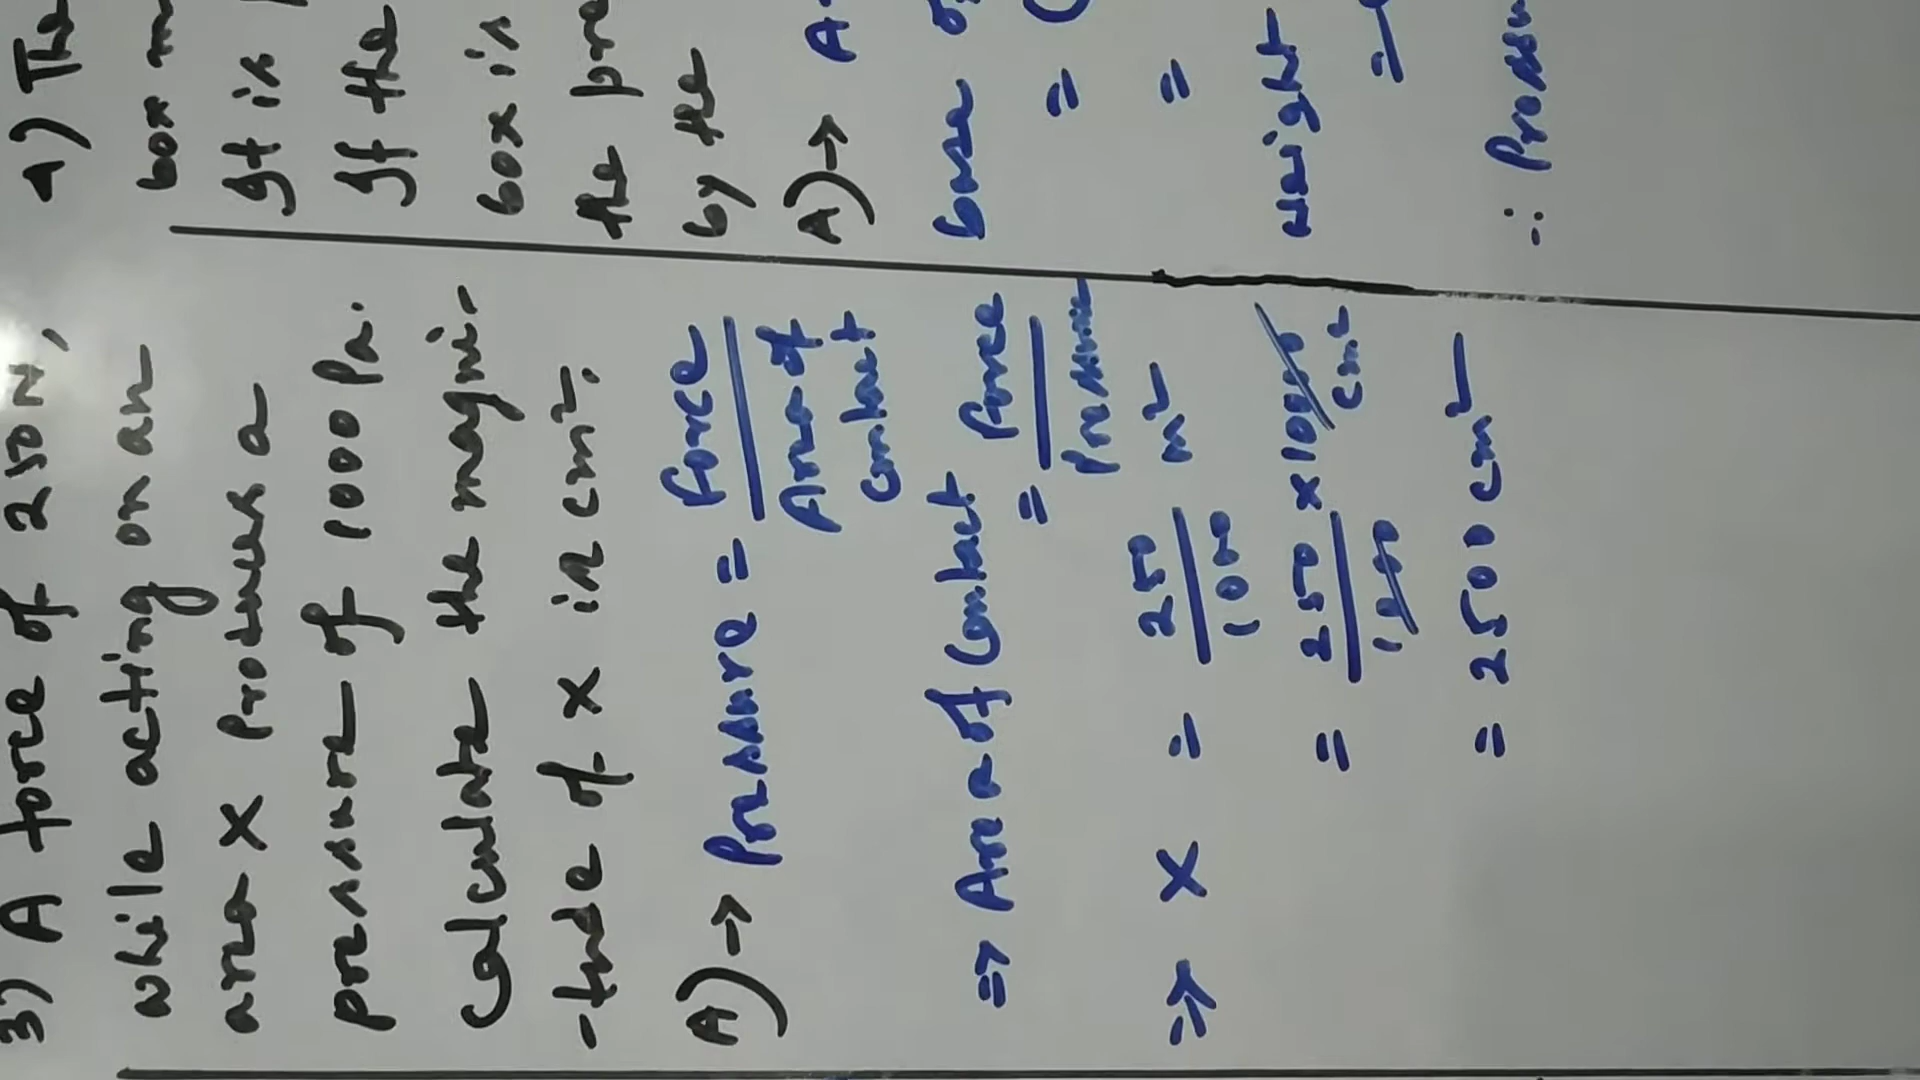 3) A force of 250N,
while acting on an
area X Produces a
pressure of 1000 Pa.
Calculate the magni-
-tude of X in cm².
A) → Pressure = Force / Area of contact
⇒ Area of Contact = Force / Pressure
⇒ X = 250 / 1000 m²
= 250 × 10000 / 1000 cm²
= 2500 cm²
4) The
box
It is
If the
box is
the
by the
A) →
base
=
=
weight
=
∴